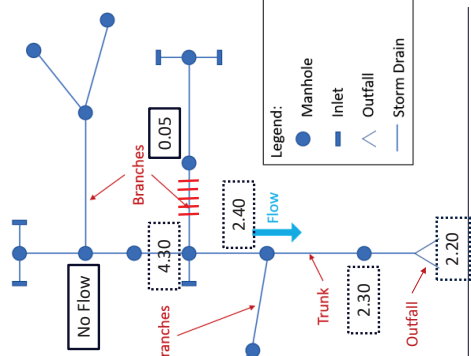 No Flow
Branches
0.05
4.30
2.40
Flow
ranches
Trunk
2.30
Outfall
2.20
Legend:
Manhole
Inlet
Outfall
Storm Drain